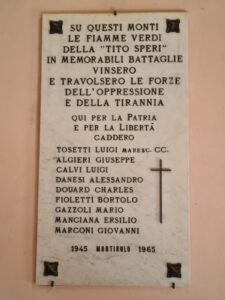 SU QUESTI MONTI
LE FIAMME VERDI
DELLA "TITO SPERI"
IN MEMORABILI BATTAGLIE
VINSERO
E TRAVOLSERO LE FORZE
DELL'OPPRESSIONE
E DELLA TIRANNIA
QUI PER LA PATRIA
E PER LA LIBERTÀ
CADDERO
TOSETTI LUIGI MARESC. CC.
ALGIERI GIUSEPPE
CALVI LUIGI
DANESI ALESSANDRO
DOUARD CHARLES
FIOLETTI BORTOLO
GAZZOLI MARIO
MANCIANA ERSILIO
MARCONI GIOVANNI
1945 MORTIROLO 1965